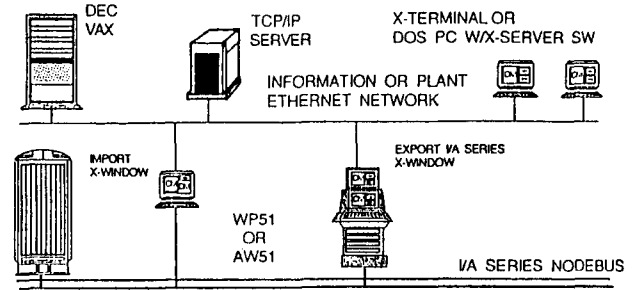 DEC
VAX
TCP/IP
SERVER
X-TERMINAL OR
DOS PC W/X-SERVER SW
INFORMATION OR PLANT
ETHERNET NETWORK
IMPORT
X-WINDOW
EXPORT I/A SERIES
X-WINDOW
WP51
OR
AW51
I/A SERIES NODEBUS